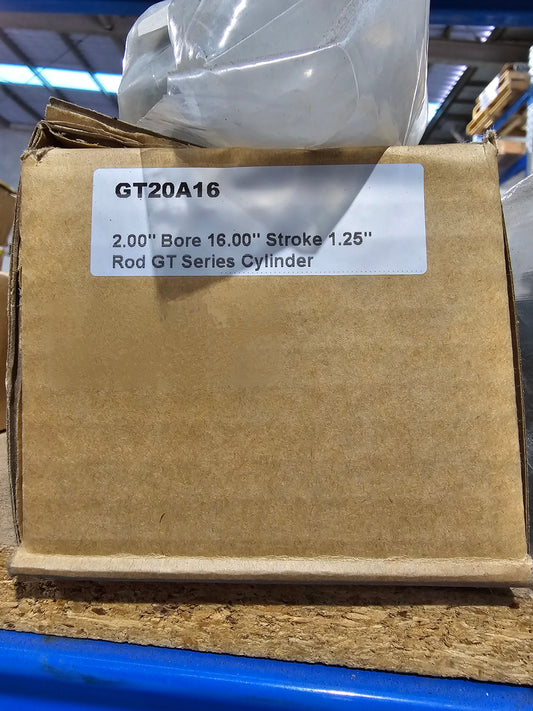 GT20A16
2.00" Bore 16.00" Stroke 1.25"
Rod GT Series Cylinder